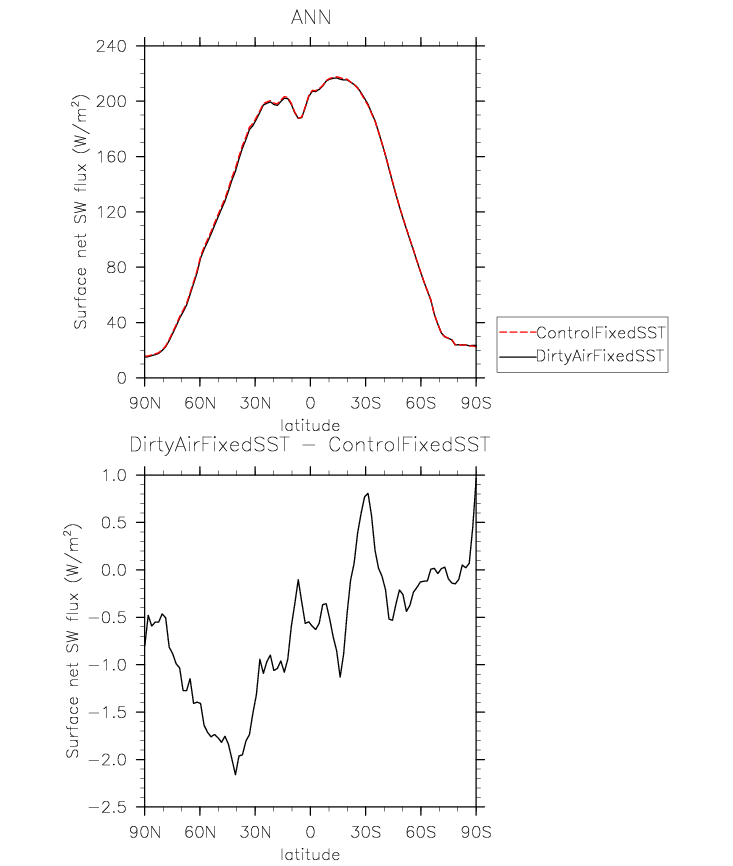 ANN
240
200
160
120
80
40
0
Surface net SW flux (W/m²)
90N 60N 30N 0 30S 60S 90S
latitude
ControlFixedSST
DirtyAirFixedSST
DirtyAirFixedSST − ControlFixedSST
1.0
0.5
0.0
−0.5
−1.0
−1.5
−2.0
−2.5
Surface net SW flux (W/m²)
90N 60N 30N 0 30S 60S 90S
latitude